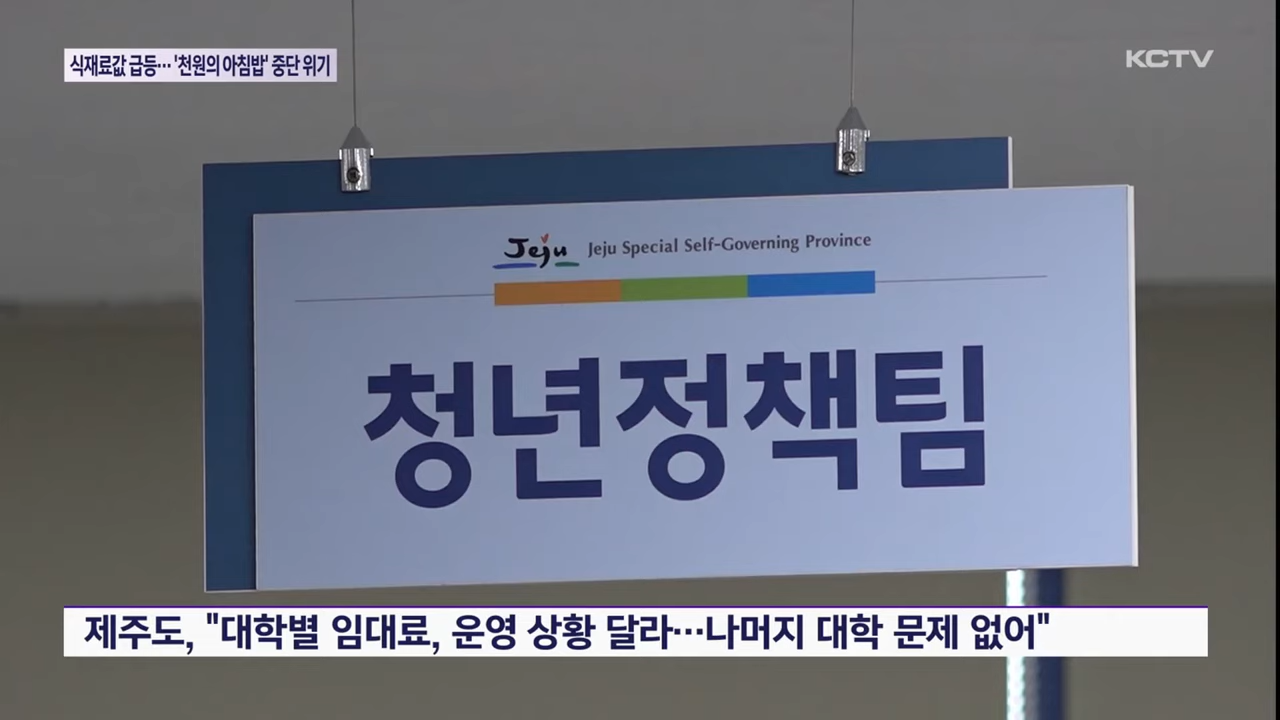 식재료값 급등… '천원의 아침밥' 중단 위기
KCTV
Jeju Jeju Special Self-Governing Province
청년정책팀
제주도, "대학별 임대료, 운영 상황 달라…나머지 대학 문제 없어"